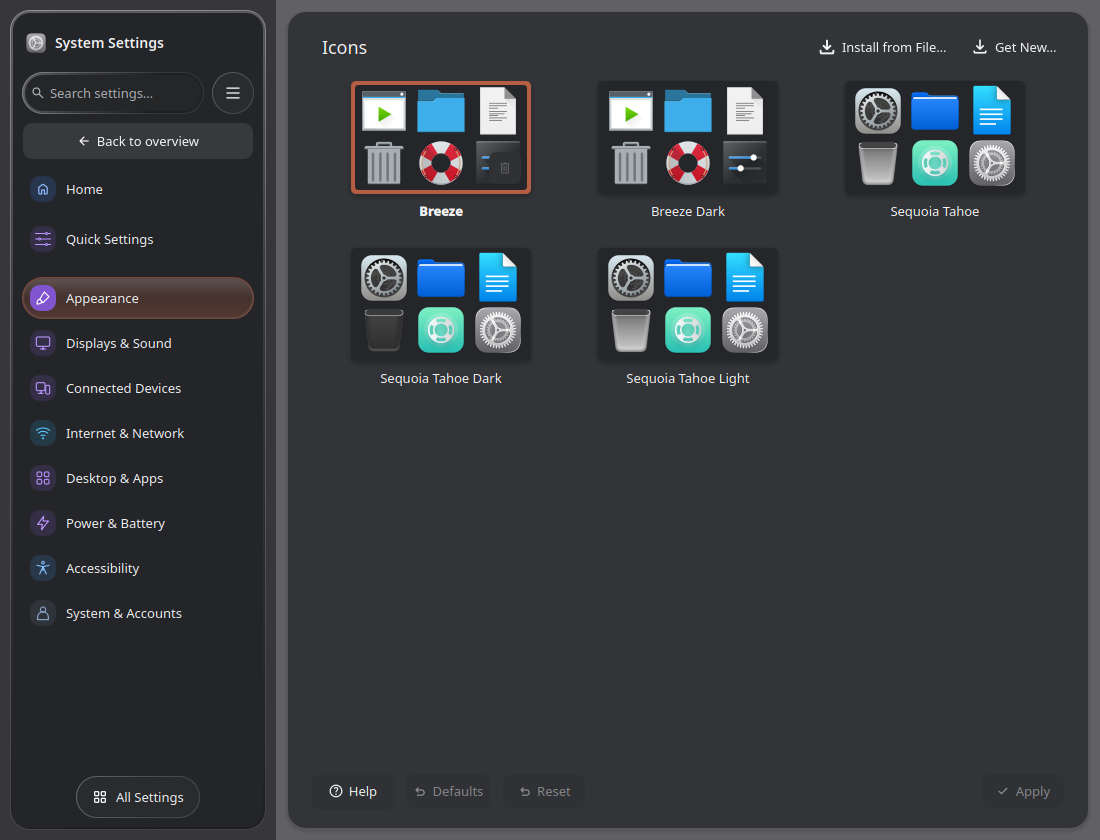 System Settings
Search settings...
Back to overview
Home
Quick Settings
Appearance
Displays & Sound
Connected Devices
Internet & Network
Desktop & Apps
Power & Battery
Accessibility
System & Accounts
All Settings
Icons
Install from File...
Get New...
Breeze
Breeze Dark
Sequoia Tahoe
Sequoia Tahoe Dark
Sequoia Tahoe Light
Help
Defaults
Reset
Apply